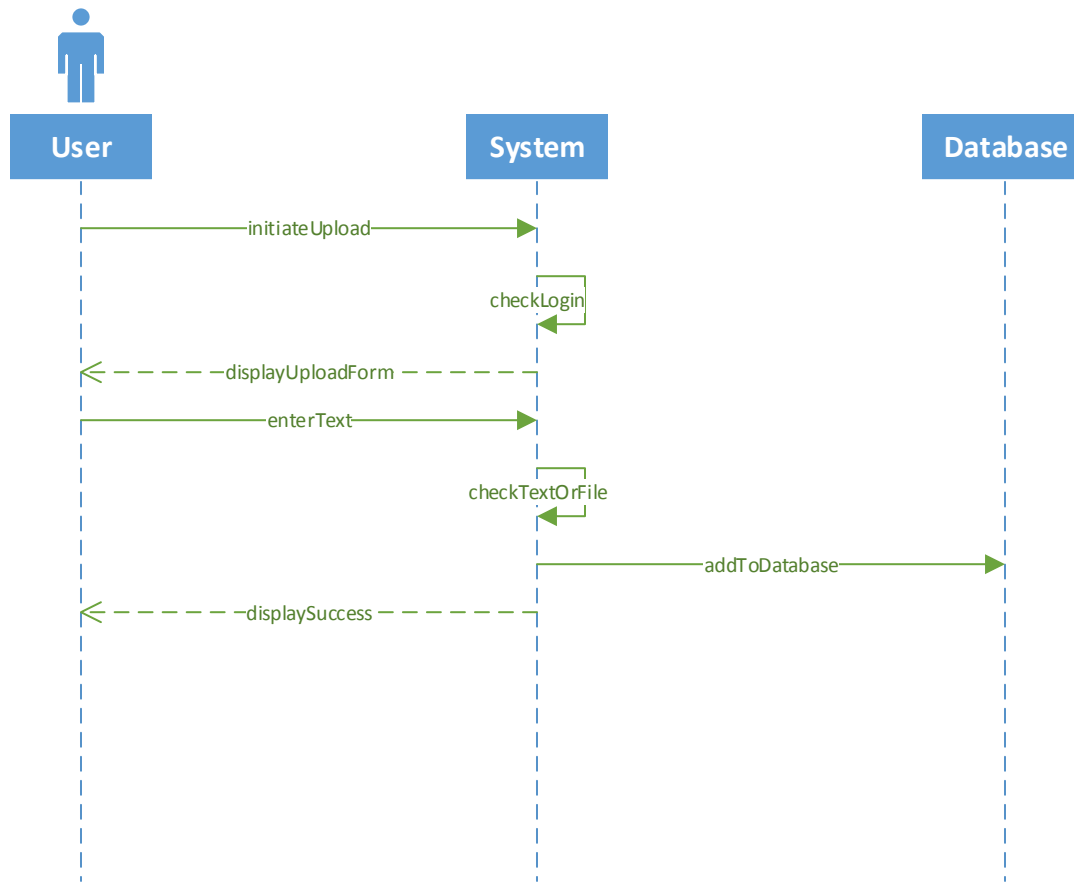 User
System
Database
initiateUpload
checkLogin
displayUploadForm
enterText
checkTextOrFile
addToDatabase
displaySuccess